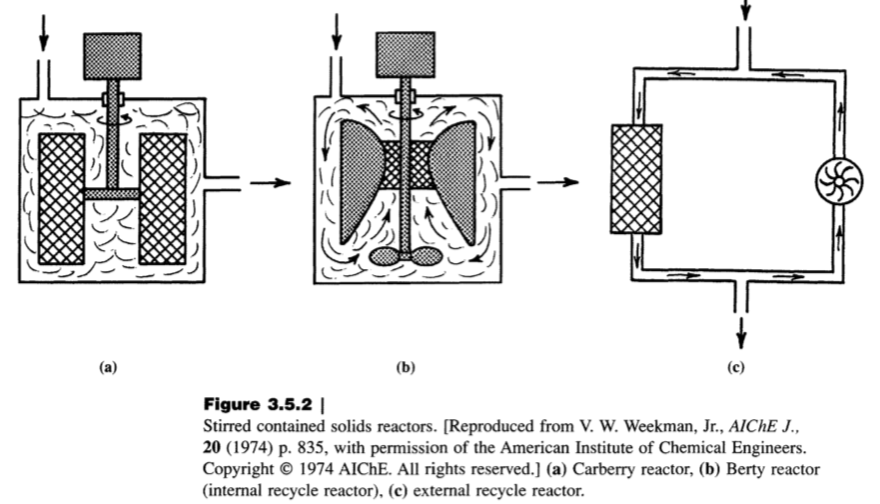 (a)
(b)
(c)
Figure 3.5.2 |
Stirred contained solids reactors. [Reproduced from V. W. Weekman, Jr., AIChE J.,
20 (1974) p. 835, with permission of the American Institute of Chemical Engineers.
Copyright © 1974 AIChE. All rights reserved.] (a) Carberry reactor, (b) Berty reactor
(internal recycle reactor), (c) external recycle reactor.